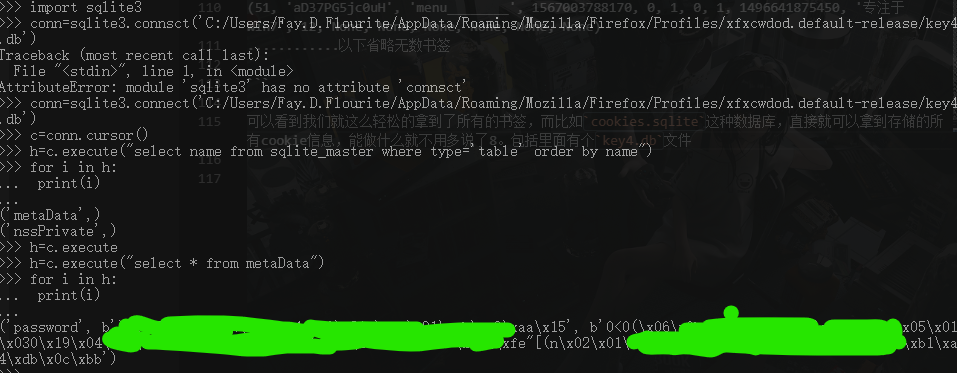 >>> import sqlite3
110
(51, 'aD37PG5jc0uH', 'menu________', 1567003788170, 0, 1, 0, 1, 1496641875450, '专注于
>>> conn=sqlite3.connsct('C:/Users/Fay.D.Flourite/AppData/Roaming/Mozilla/Firefox/Profiles/xfxcwdod.default-release/key4
.db')
111
............以下省略无数书签
Traceback (most recent call last):
File "<stdin>", line 1, in <module>
AttributeError: module 'sqlite3' has no attribute 'connsct'
>>> conn=sqlite3.connect('C:/Users/Fay.D.Flourite/AppData/Roaming/Mozilla/Firefox/Profiles/xfxcwdod.default-release/key4
.db')
115
可以看到我们就这么轻松的拿到了所有的书签，而比如`cookies.sqlite`这种数据库，直接就可以拿到存储的所
>>> c=conn.cursor()
有cookie信息，能做什么就不用多说了8。包括里面有个`key4.db`文件
>>> h=c.execute("select name from sqlite_master where type='table' order by name")
116
>>> for i in h:
... print(i)
117
...
('metaData',)
('nssPrivate',)
>>> h=c.execute
>>> h=c.execute("select * from metaData")
>>> for i in h:
... print(i)
...
('password', b'
\xaa\x15', b'0<0(\x06\
\x05\x01
\x030\x19\x04
\xfe"[(n\x02\x01\
\xb1\xa
4\xdb\x0c\xbb')
>>>